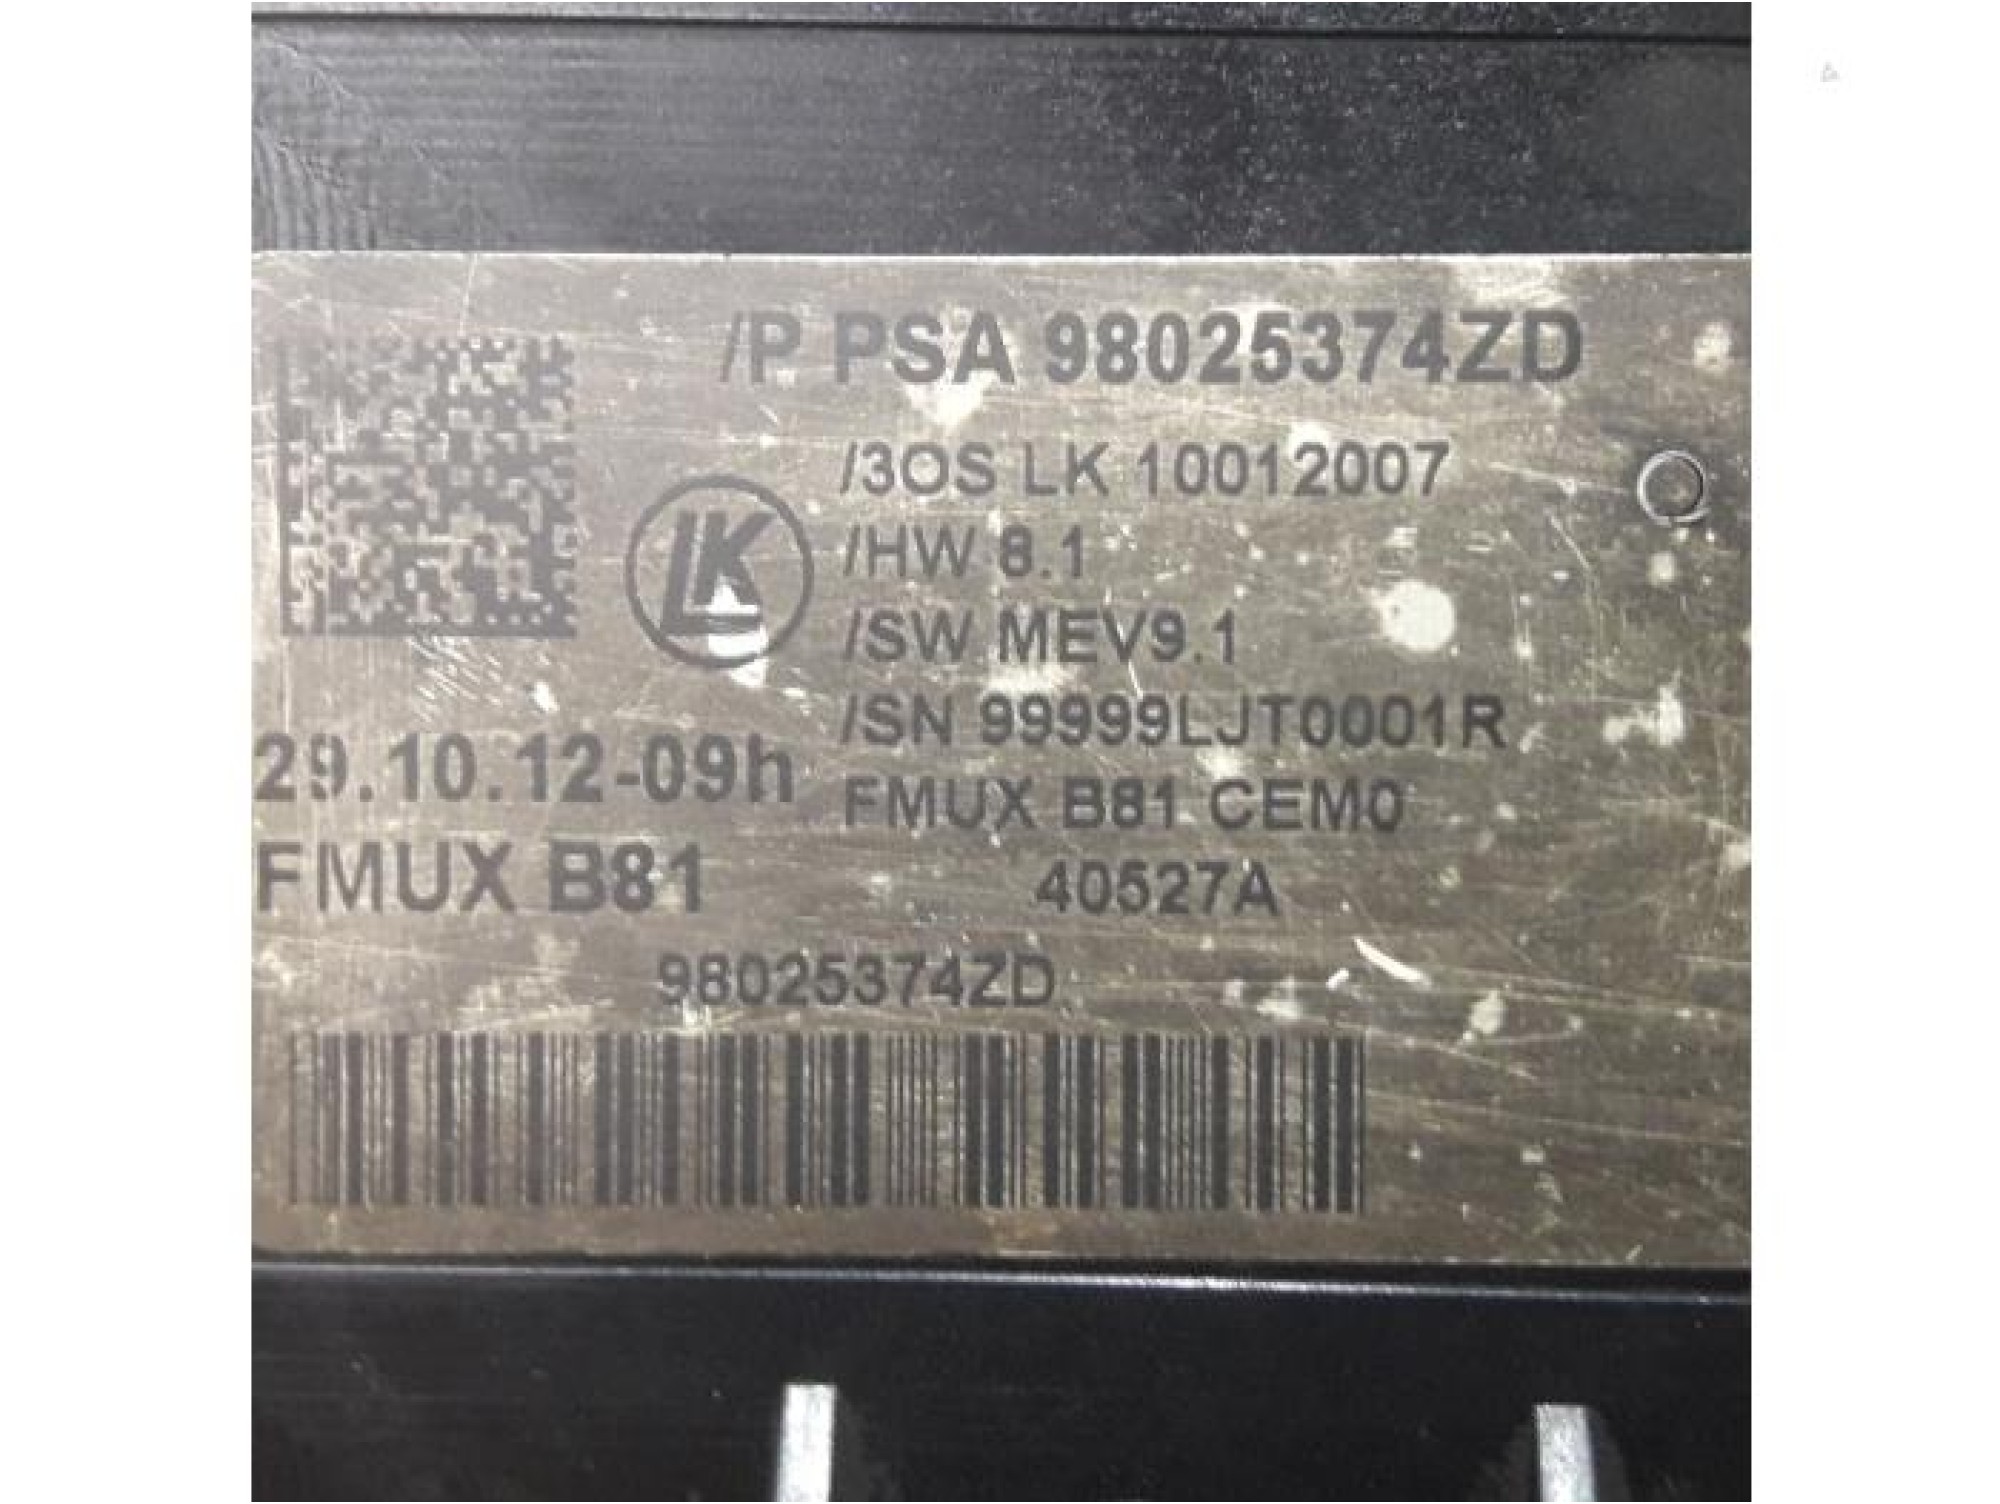 /P PSA 98025374ZD
/3OS LK 10012007
LK
/HW 8.1
/SW MEV9.1
/SN 99999LJT0001R
29.10.12-09h
FMUX B81 CEM0
FMUX B81
40527A
98025374ZD